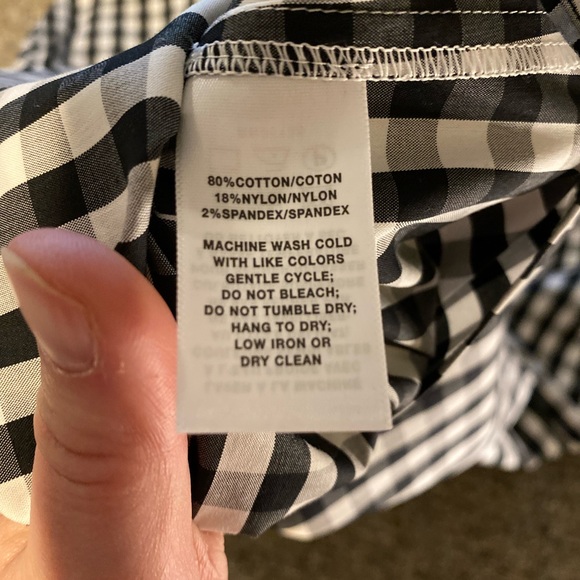 80%COTTON/COTON
18%NYLON/NYLON
2%SPANDEX/SPANDEX
MACHINE WASH COLD
WITH LIKE COLORS
GENTLE CYCLE;
DO NOT BLEACH;
DO NOT TUMBLE DRY;
HANG TO DRY;
LOW IRON OR
DRY CLEAN